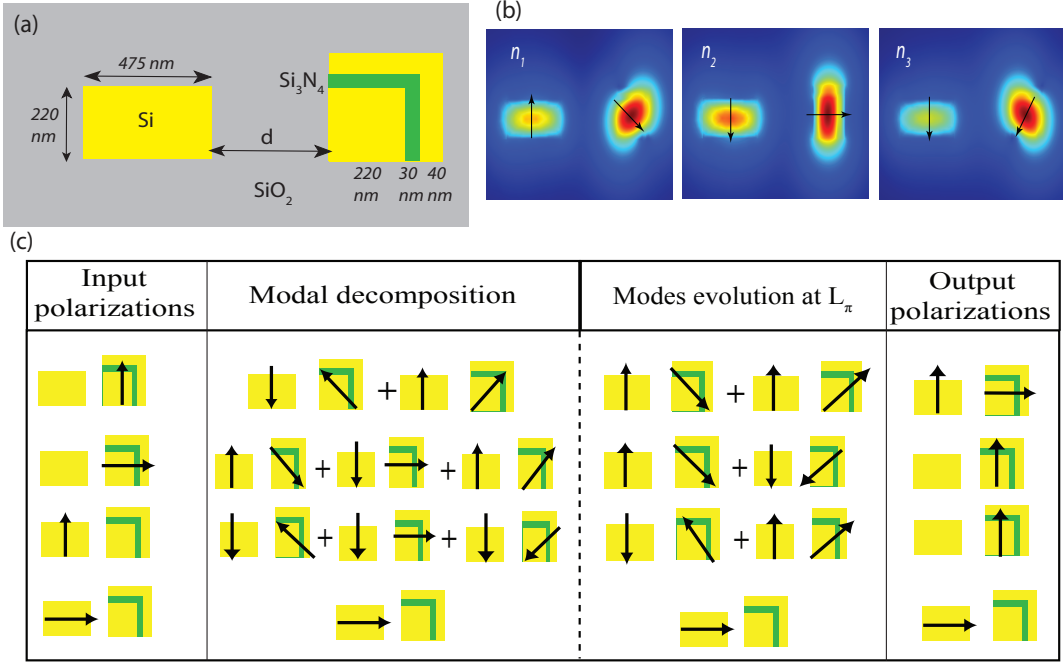 (a)
475 nm
220
nm
Si
Si3N4
d
SiO2
220
nm
30
nm
40
nm
(b)
n1
n2
n3
(c)
Input
polarizations
Modal decomposition
Modes evolution at Lπ
Output
polarizations
+
+
+
+
+
+
+
+